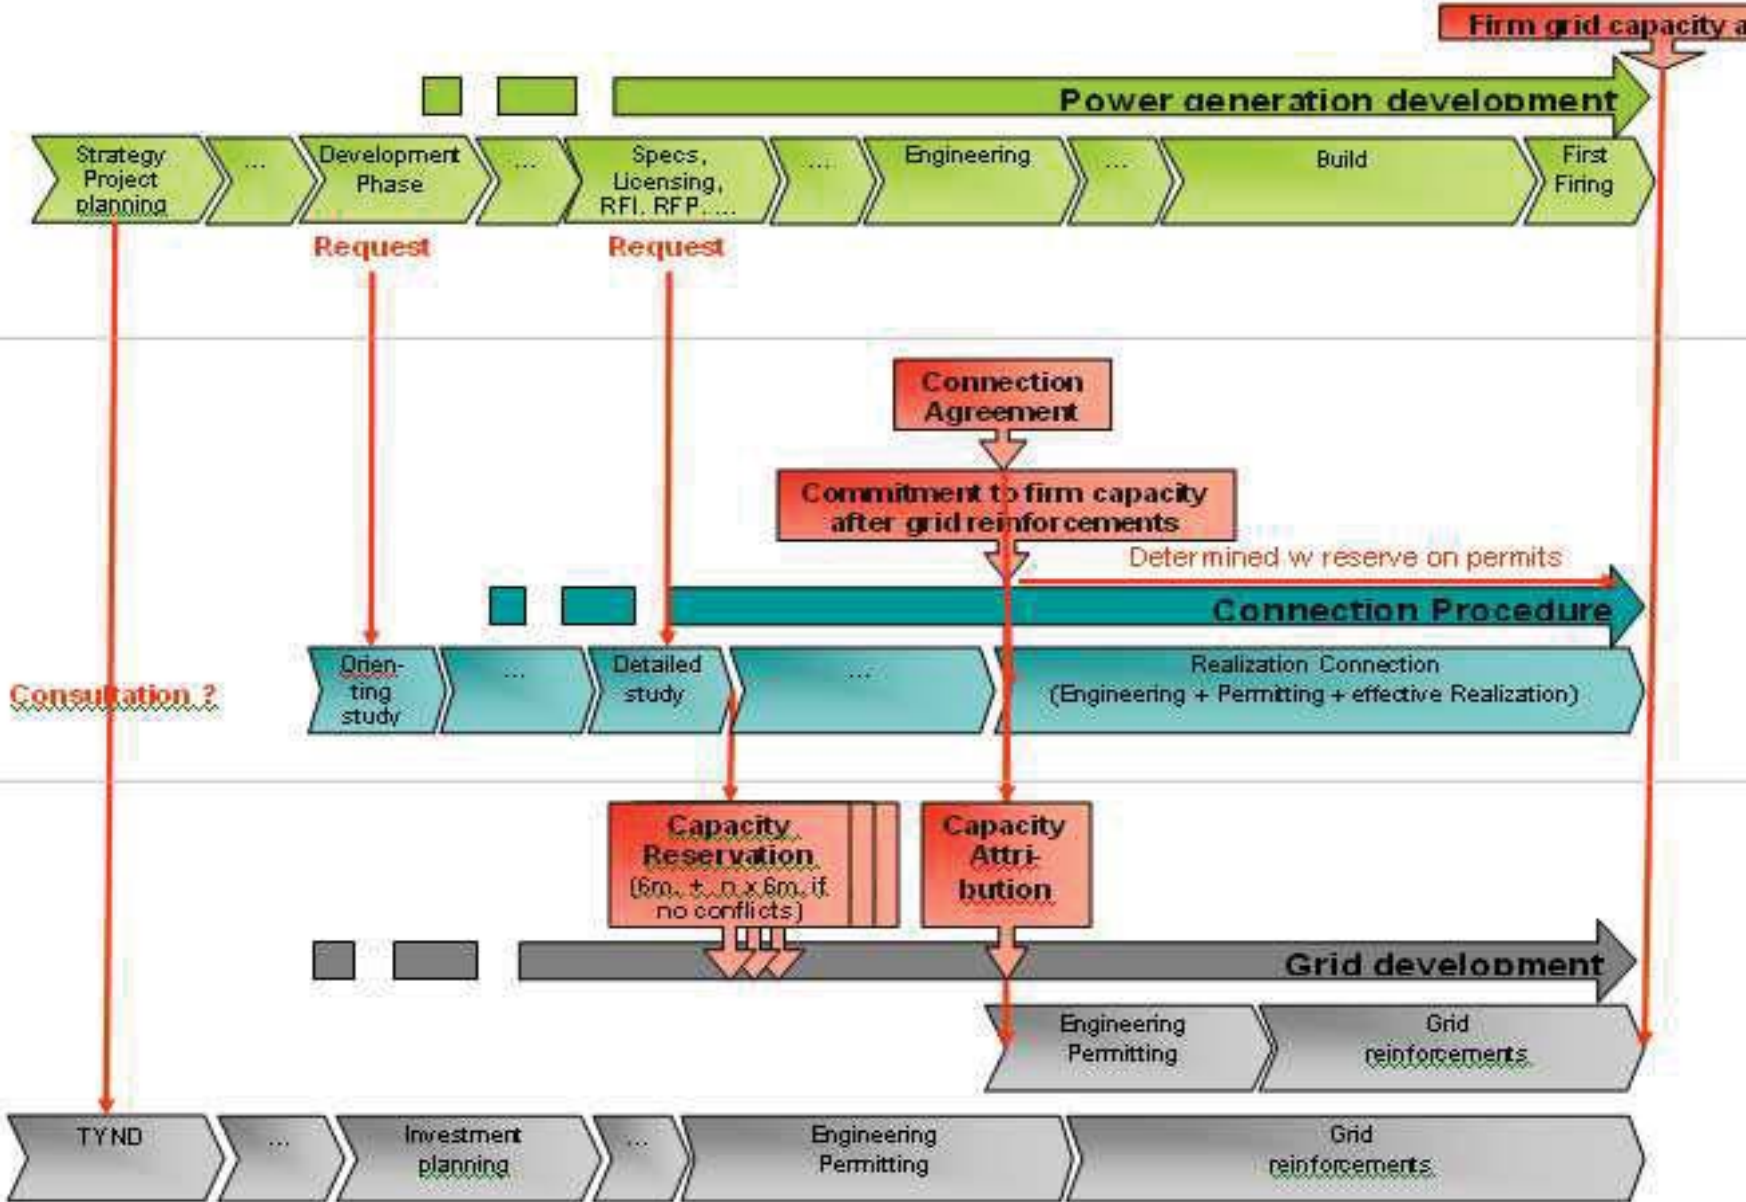 Firm grid capacity a
Power generation development
Strategy
Project
planning
...
Development
Phase
...
Specs,
Licensing,
RFI, RFP, ...
...
Engineering
...
Build
First
Firing
Request
Request
Connection
Agreement
Commitment to firm capacity
after grid reinforcements
Determined w reserve on permits
Connection Procedure
Consultation ?
Orien-
ting
study
...
Detailed
study
...
Realization Connection
(Engineering + Permitting + effective Realization)
Capacity
Reservation
(6m. + n x 6m. if
no conflicts)
Capacity
Attri-
bution
Grid development
Engineering
Permitting
Grid
reinforcements
TYND
...
Investment
planning
...
Engineering
Permitting
Grid
reinforcements